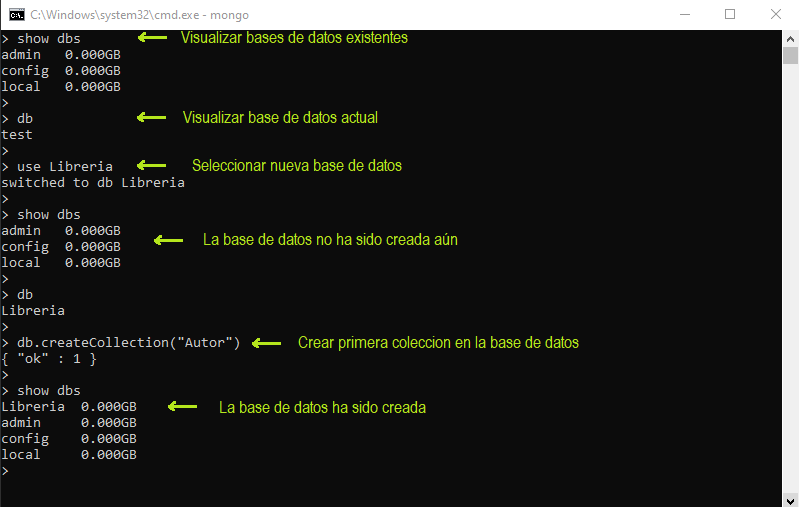 C:\Windows\system32\cmd.exe - mongo
> show dbs Visualizar bases de datos existentes
admin 0.000GB
config 0.000GB
local 0.000GB
>
> db Visualizar base de datos actual
test
>
> use Libreria Seleccionar nueva base de datos
switched to db Libreria
>
> show dbs
admin 0.000GB
config 0.000GB La base de datos no ha sido creada aún
local 0.000GB
>
> db
Libreria
>
> db.createCollection("Autor") Crear primera coleccion en la base de datos
{ "ok" : 1 }
>
> show dbs
Libreria 0.000GB La base de datos ha sido creada
admin 0.000GB
config 0.000GB
local 0.000GB
>